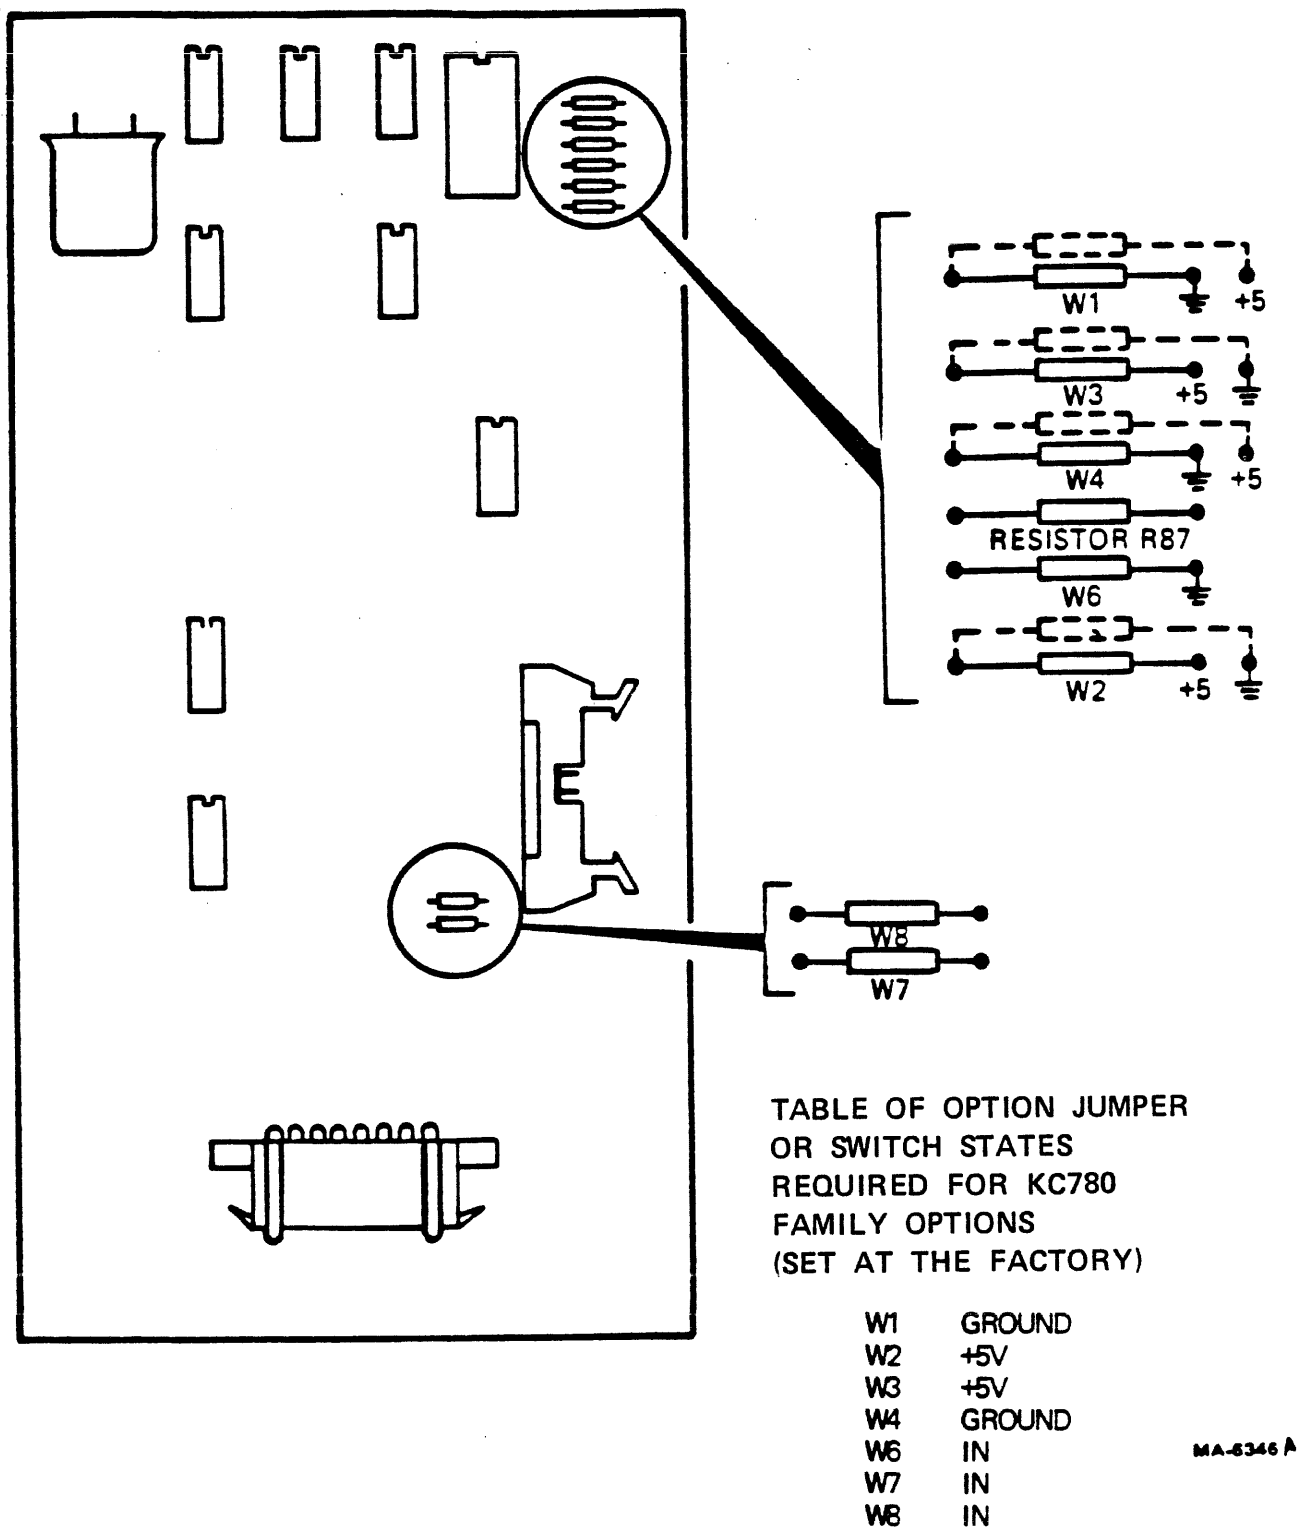 W1
+5
W3
+5
W4
+5
RESISTOR R87
W6
W2
+5
W8
W7
TABLE OF OPTION JUMPER
OR SWITCH STATES
REQUIRED FOR KC780
FAMILY OPTIONS
(SET AT THE FACTORY)
W1 GROUND
W2 +5V
W3 +5V
W4 GROUND
W6 IN
W7 IN
W8 IN
MA-6346 A